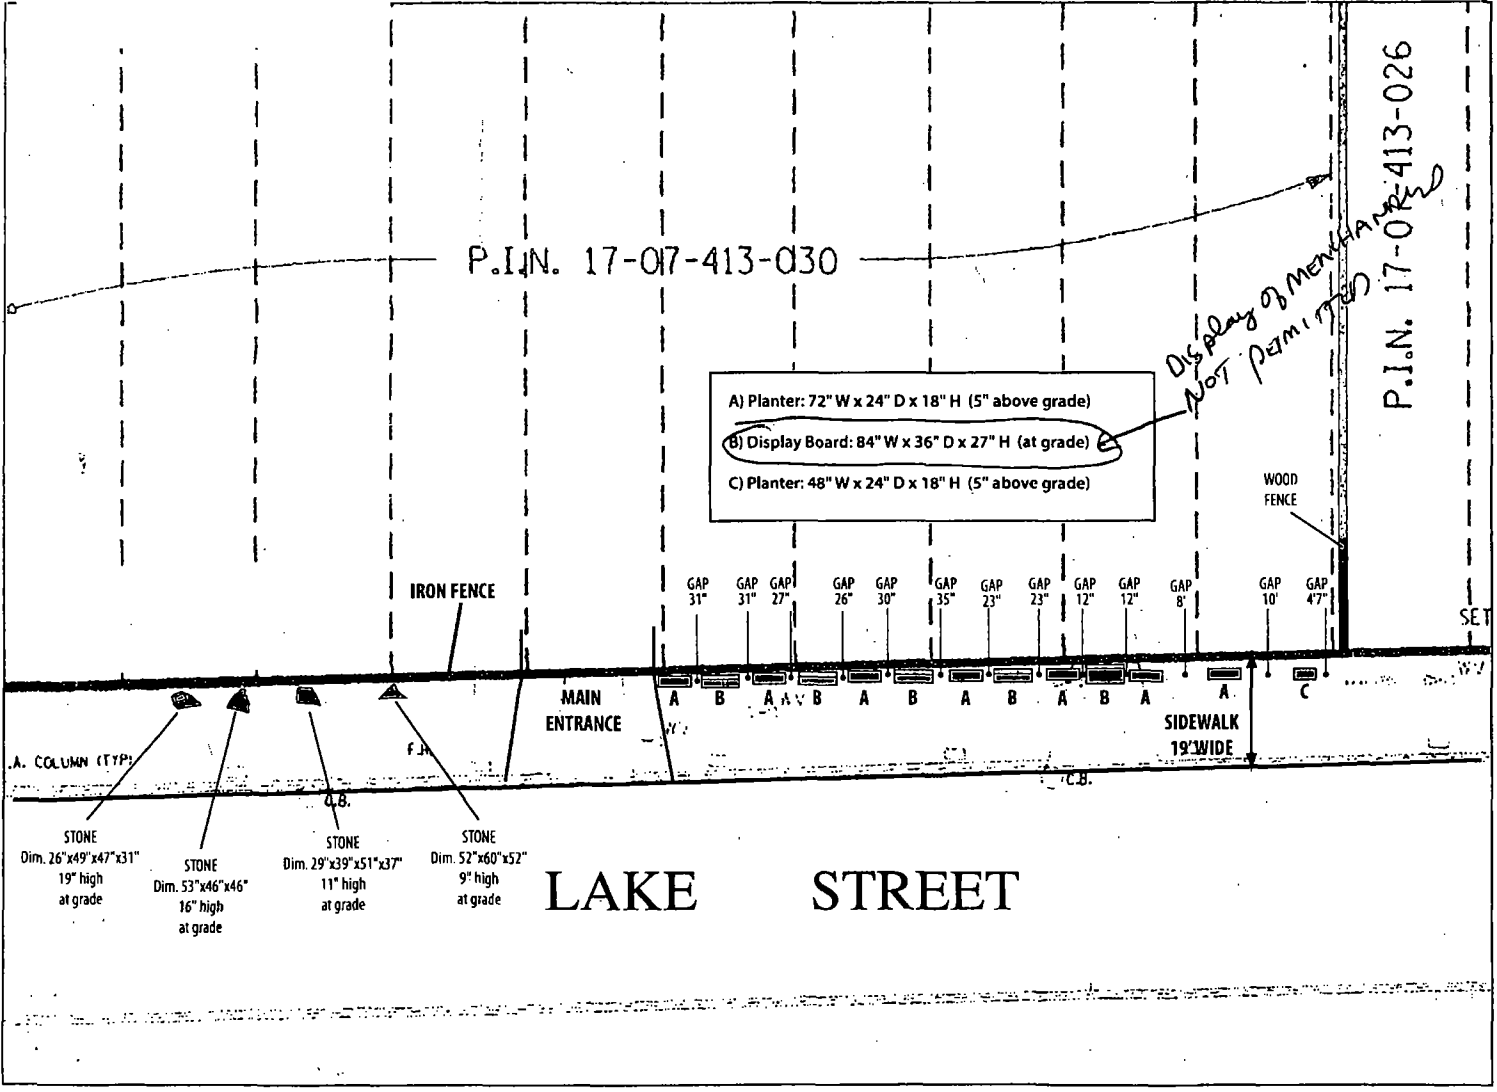 P.I.N. 17-07-413-030
P.I.N. 17-07-413-026
Display of
NOT PERMITTED
A) Planter: 72" W x 24" D x 18" H (5" above grade)
B) Display Board: 84" W x 36" D x 27" H (at grade)
C) Planter: 48" W x 24" D x 18" H (5" above grade)
WOOD
FENCE
IRON FENCE
GAP
31"
GAP
31"
GAP
27"
GAP
26"
GAP
30"
GAP
35"
GAP
23"
GAP
23"
GAP
12"
GAP
12"
GAP
8'
GAP
10'
GAP
4'7"
SET
A
B
A
B
A
B
A
B
A
B
A
A
C
MAIN
ENTRANCE
SIDEWALK
19' WIDE
F.H.
.A. COLUMN (TYP)
C.B.
C.B.
STONE
Dim. 26"x49"x47"x31"
19" high
at grade
STONE
Dim. 53"x46"x46"
16" high
at grade
STONE
Dim. 29"x39"x51"x37"
11" high
at grade
STONE
Dim. 52"x60"x52"
9" high
at grade
LAKE STREET